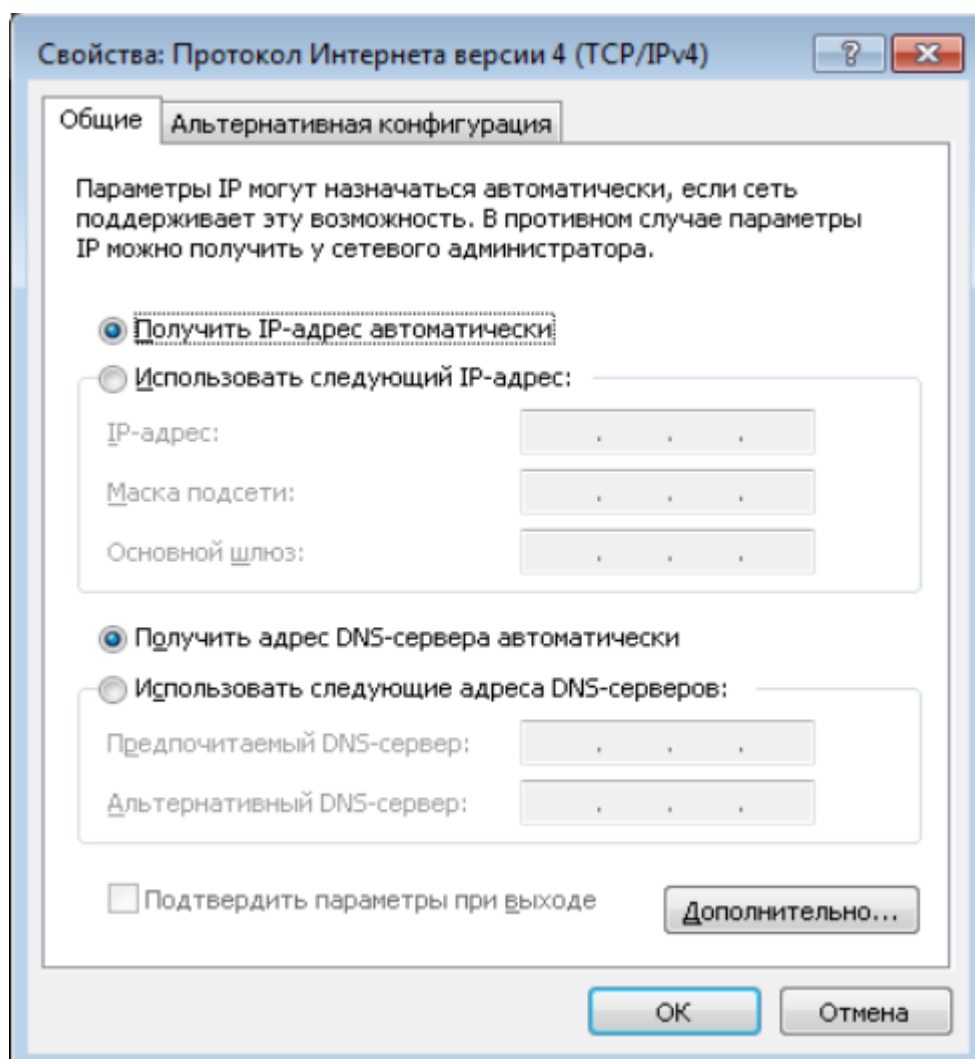 Свойства: Протокол Интернета версии 4 (TCP/IPv4)
Общие
Альтернативная конфигурация
Параметры IP могут назначаться автоматически, если сеть
поддерживает эту возможность. В противном случае параметры
IP можно получить у сетевого администратора.
Получить IP-адрес автоматически
Использовать следующий IP-адрес:
IP-адрес:
Маска подсети:
Основной шлюз:
Получить адрес DNS-сервера автоматически
Использовать следующие адреса DNS-серверов:
Предпочитаемый DNS-сервер:
Альтернативный DNS-сервер:
Подтвердить параметры при выходе
Дополнительно...
ОК
Отмена